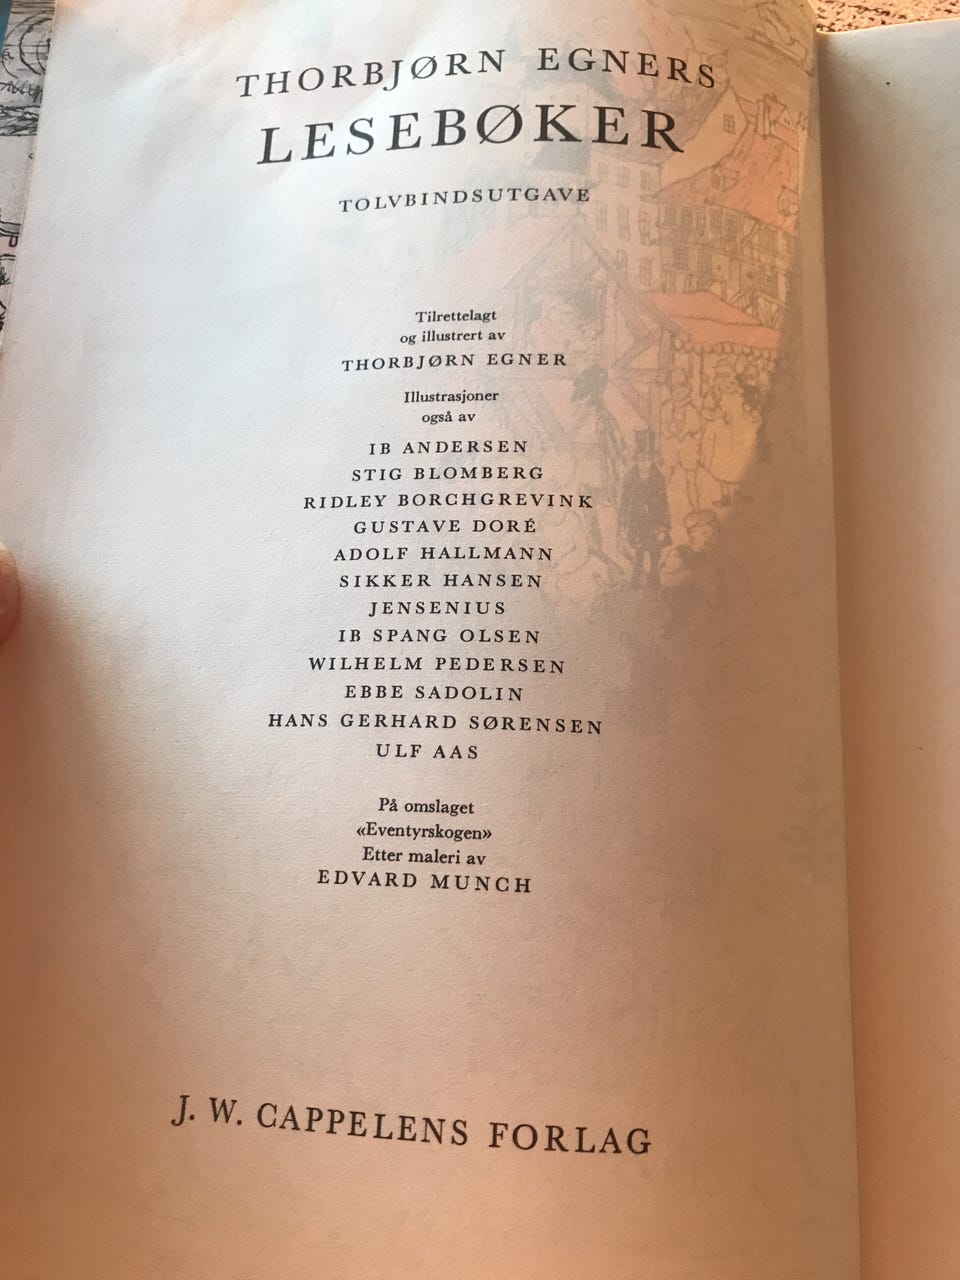 THORBJØRN EGNERS
LESEBØKER
TOLVBINDSUTGAVE
Tilrettelagt
og illustrert av
THORBJØRN EGNER
Illustrasjoner
også av
IB ANDERSEN
STIG BLOMBERG
RIDLEY BORCHGREVINK
GUSTAVE DORÉ
ADOLF HALLMANN
SIKKER HANSEN
JENSENIUS
IB SPANG OLSEN
WILHELM PEDERSEN
EBBE SADOLIN
HANS GERHARD SØRENSEN
ULF AAS
På omslaget
«Eventyrskogen»
Etter maleri av
EDVARD MUNCH
J. W. CAPPELENS FORLAG